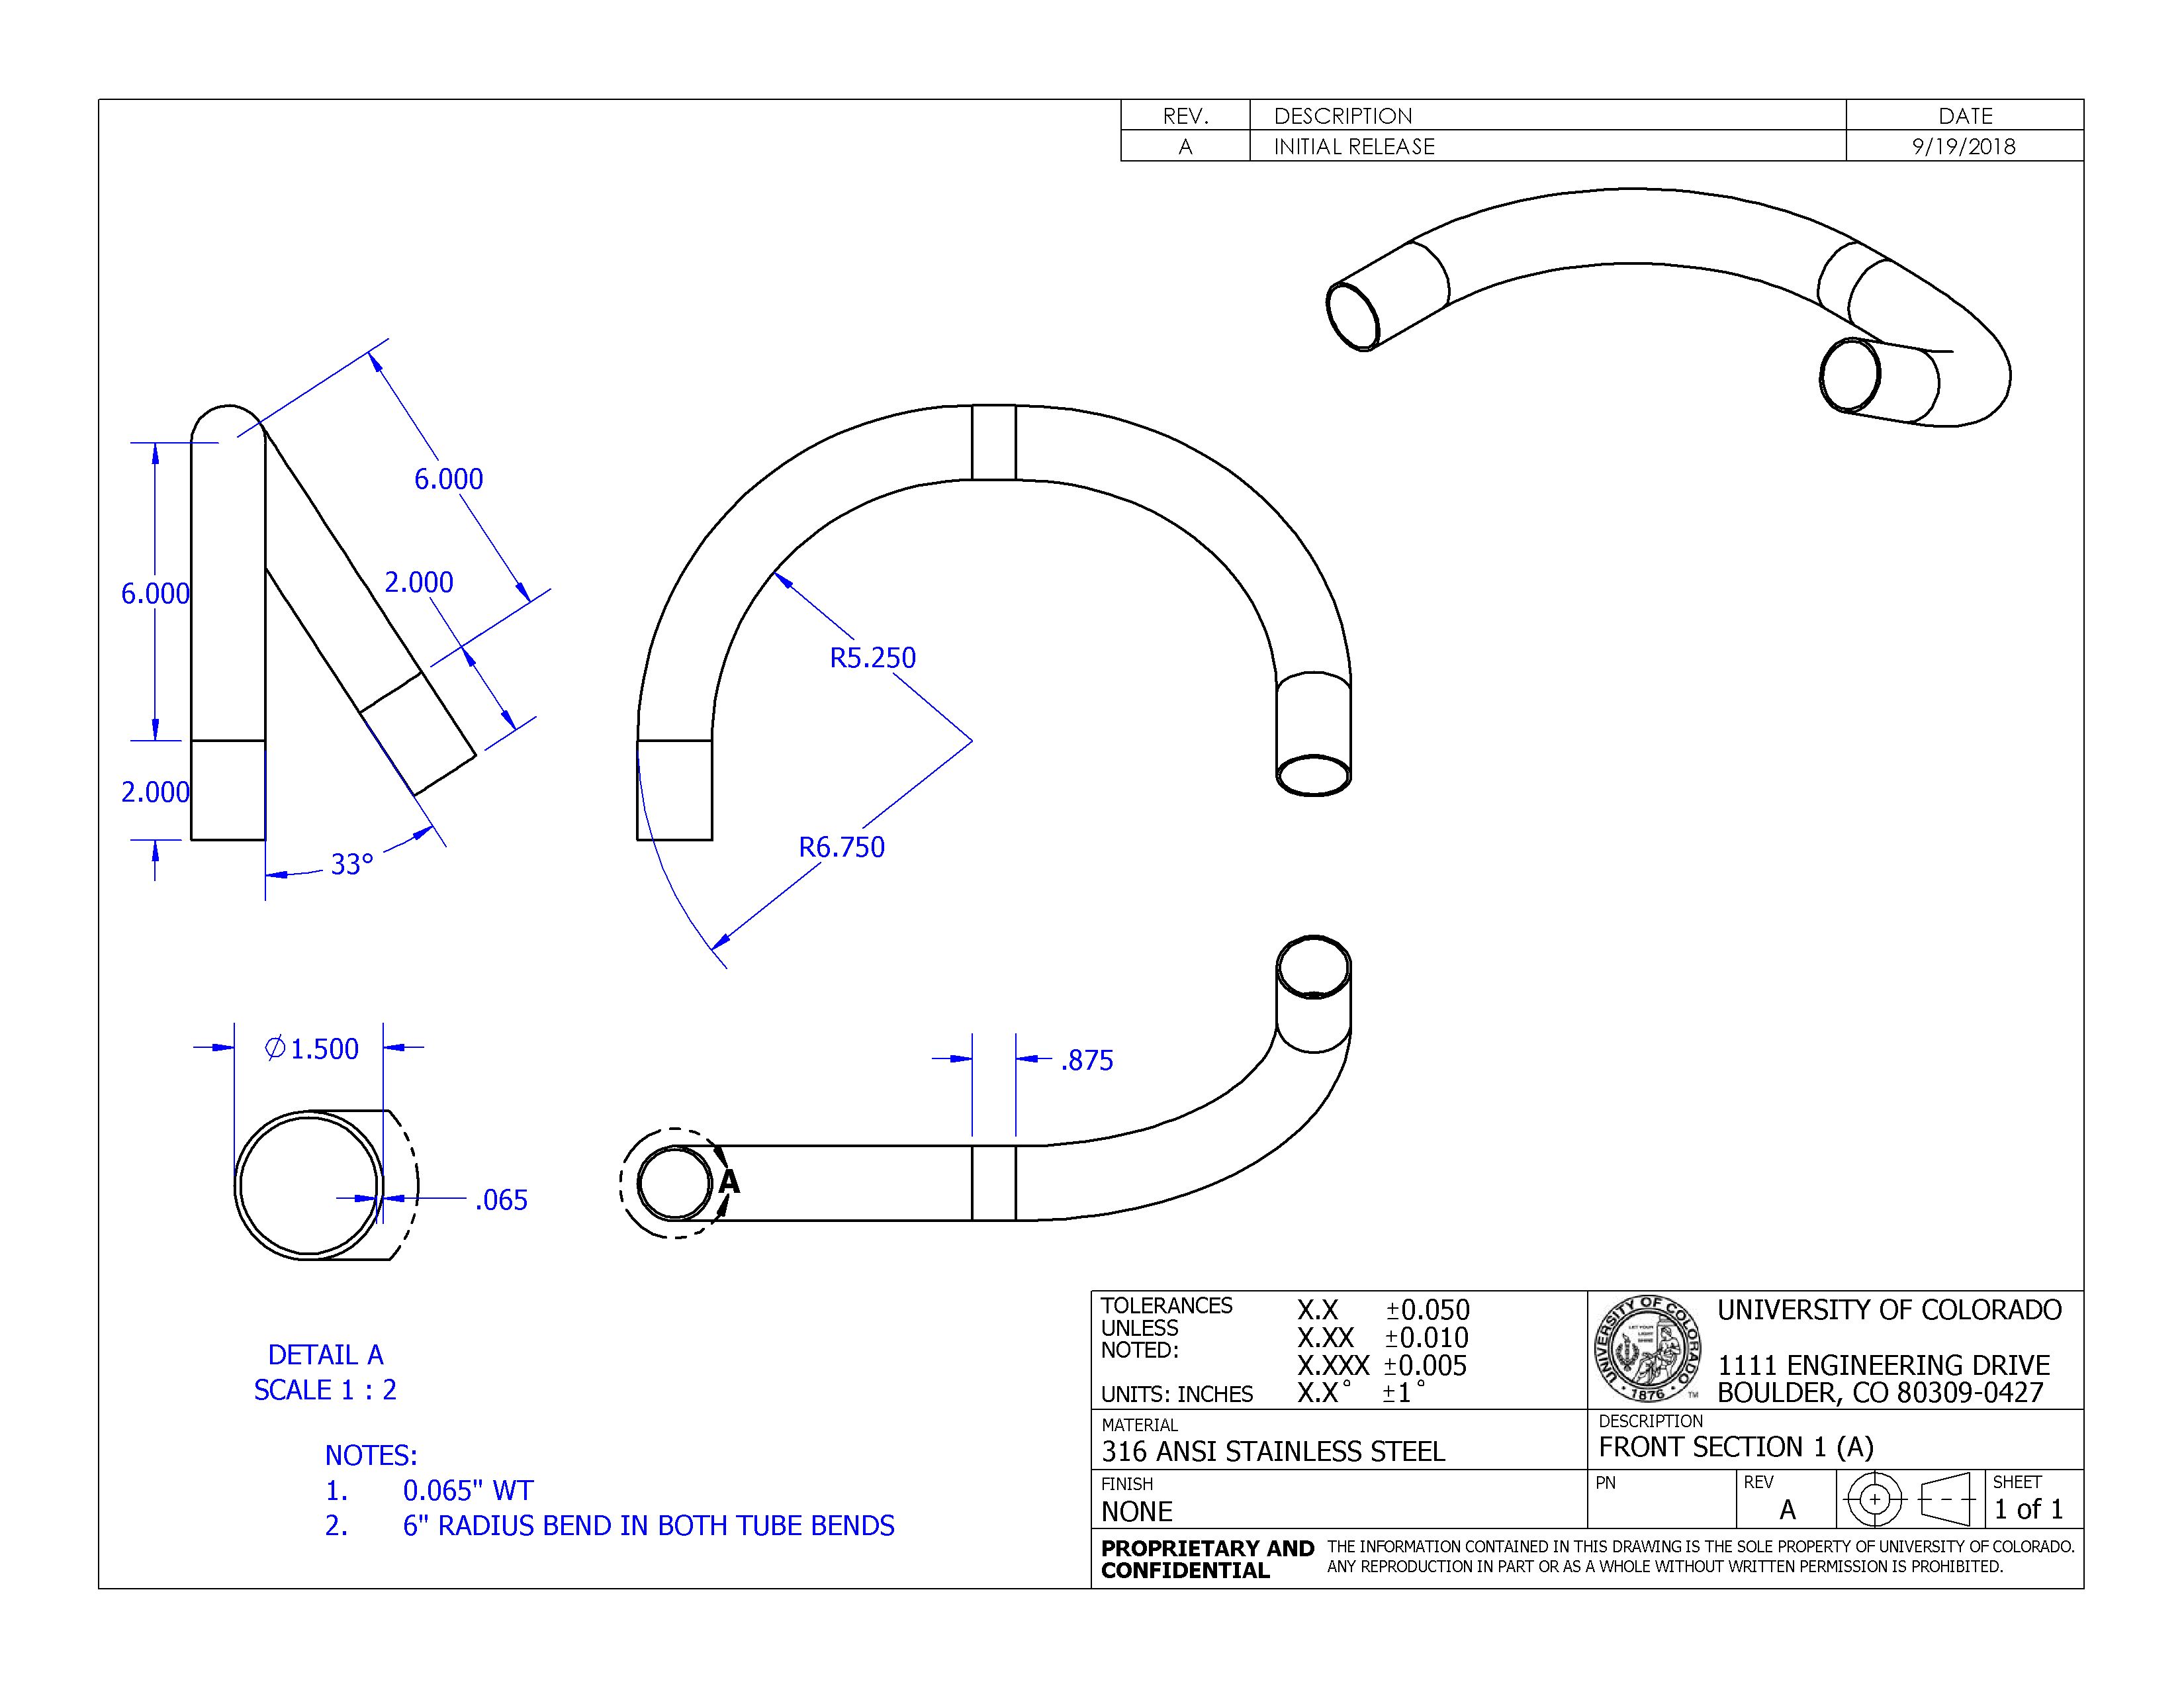 REV. DESCRIPTION DATE
A INITIAL RELEASE 9/19/2018
6.000
2.000
6.000
2.000
33°
R5.250
R6.750
∅1.500
.065
.875
A
DETAIL A
SCALE 1 : 2
NOTES:
1. 0.065" WT
2. 6" RADIUS BEND IN BOTH TUBE BENDS
TOLERANCES
UNLESS
NOTED:
UNITS: INCHES
X.X ±0.050
X.XX ±0.010
X.XXX ±0.005
X.X° ±1°
UNIVERSITY OF COLORADO
1876
TM
UNIVERSITY OF COLORADO
1111 ENGINEERING DRIVE
BOULDER, CO 80309-0427
MATERIAL
316 ANSI STAINLESS STEEL
DESCRIPTION
FRONT SECTION 1 (A)
FINISH
NONE
PN
REV
A
SHEET
1 of 1
PROPRIETARY AND
CONFIDENTIAL
THE INFORMATION CONTAINED IN THIS DRAWING IS THE SOLE PROPERTY OF UNIVERSITY OF COLORADO.
ANY REPRODUCTION IN PART OR AS A WHOLE WITHOUT WRITTEN PERMISSION IS PROHIBITED.